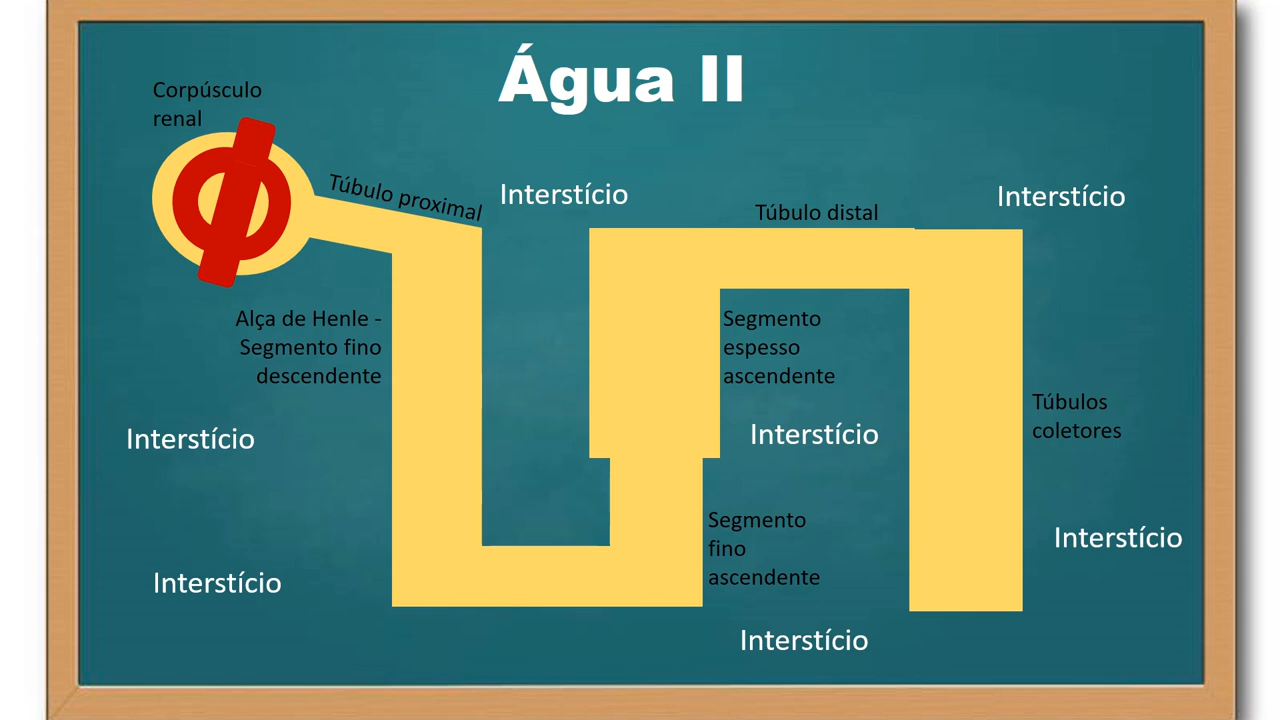 Água II
Corpúsculo
renal
Túbulo proximal
Interstício
Túbulo distal
Interstício
Alça de Henle -
Segmento fino
descendente
Segmento
espesso
ascendente
Túbulos
coletores
Interstício
Interstício
Segmento
fino
ascendente
Interstício
Interstício
Interstício